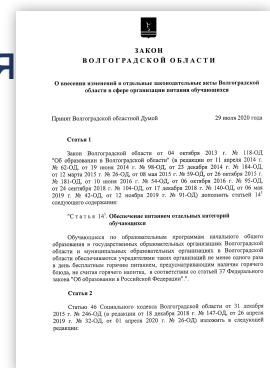 Я
ЗАКОН
ВОЛГОГРАДСКОЙ ОБЛАСТИ
О внесении изменений в отдельные законодательные акты Волгоградской
области в сфере организации питания обучающихся
Принят Волгоградской областной Думой 29 июля 2020 года
Статья 1
Закон Волгоградской области от 04 октября 2013 г. № 118-ОД
"Об образовании в Волгоградской области" (в редакции от 11 апреля 2014 г.
№ 62-ОД, от 19 июня 2014 г. № 98-ОД, от 23 декабря 2014 г. № 184-ОД,
от 12 марта 2015 г. № 26-ОД, от 08 мая 2015 г. № 59-ОД, от 26 октября 2015 г.
№ 181-ОД, от 10 июня 2016 г. № 54-ОД, от 06 октября 2016 г. № 95-ОД,
от 24 сентября 2018 г. № 104-ОД, от 17 декабря 2018 г. № 140-ОД, от 06 мая
2019 г. № 42-ОД, от 12 ноября 2019 г. № 91-ОД) дополнить статьей 14¹
следующего содержания:
"Статья 14¹. Обеспечение питанием отдельных категорий
обучающихся
Обучающиеся по образовательным программам начального общего
образования в государственных образовательных организациях Волгоградской
области и муниципальных образовательных организациях в Волгоградской
области обеспечиваются учредителями таких организаций не менее одного раза
в день бесплатным горячим питанием, предусматривающим наличие горячего
блюда, не считая горячего напитка, в соответствии со статьей 37 Федерального
закона "Об образовании в Российской Федерации".".
Статья 2
Статью 46 Социального кодекса Волгоградской области от 31 декабря
2015 г. № 246-ОД (в редакции от 18 декабря 2018 г. № 147-ОД, от 26 апреля
2019 г. № 32-ОД, от 01 апреля 2020 г. № 26-ОД) изложить в следующей
редакции: